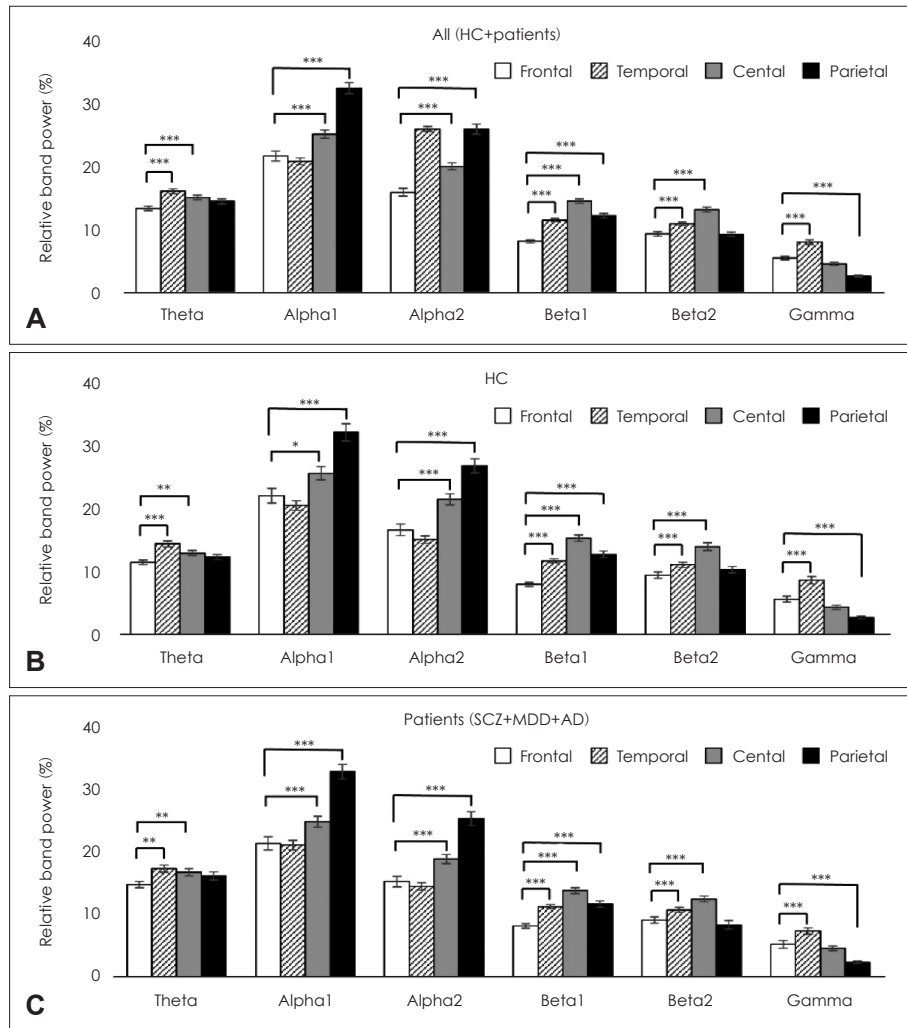 All (HC+patients)
Frontal Temporal Cental Parietal
Relative band power (%)
40
30
20
10
0
*** *** *** *** *** *** *** *** *** *** *** *** *** ***
*** 
Theta Alpha1 Alpha2 Beta1 Beta2 Gamma
A
HC
Frontal Temporal Cental Parietal
Relative band power (%)
40
30
20
10
0
** *** * *** *** *** *** *** *** *** *** *** ***
Theta Alpha1 Alpha2 Beta1 Beta2 Gamma
B
Patients (SCZ+MDD+AD)
Frontal Temporal Cental Parietal
Relative band power (%)
40
30
20
10
0
** ** *** *** *** *** *** *** *** *** *** *** ***
Theta Alpha1 Alpha2 Beta1 Beta2 Gamma
C